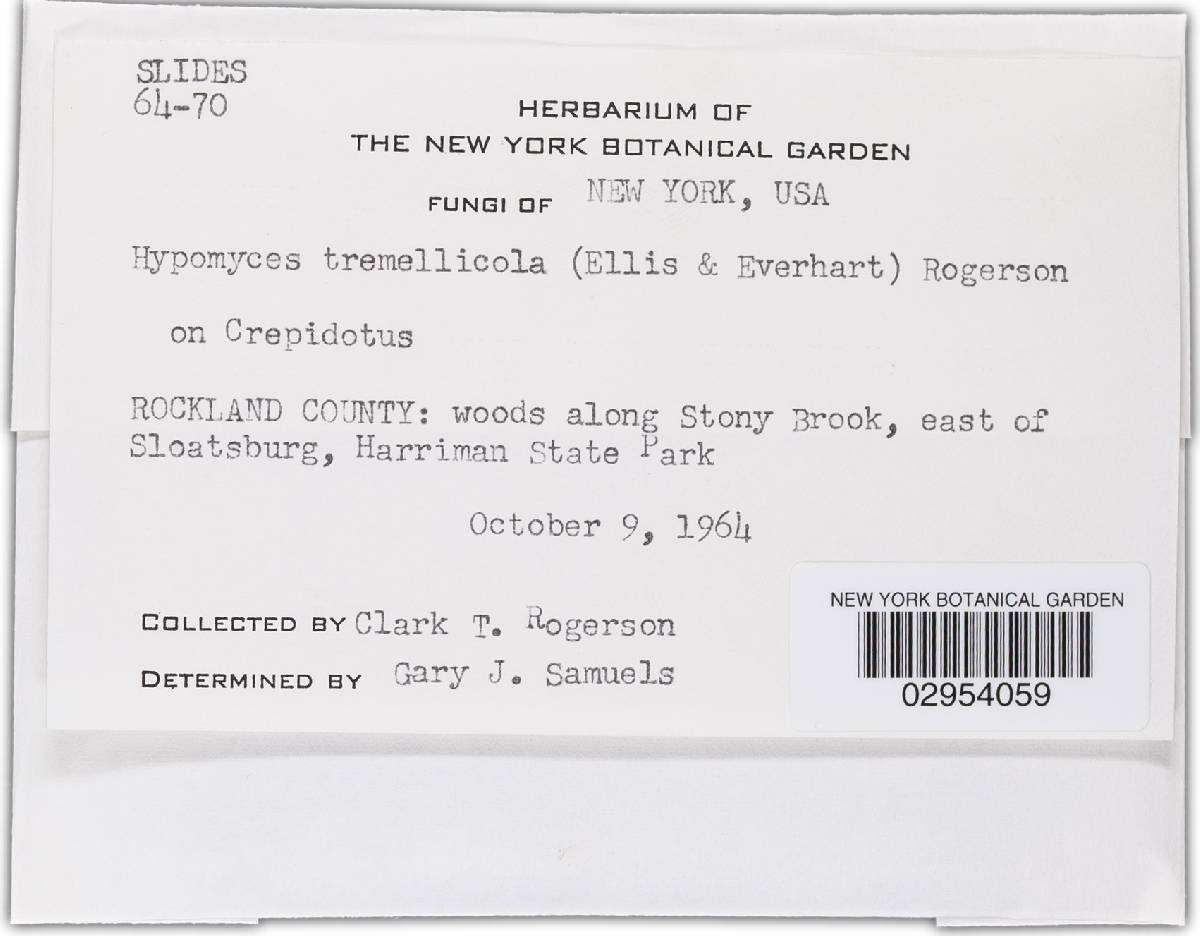 SLIDES
64-70
HERBARIUM OF
THE NEW YORK BOTANICAL GARDEN
FUNGI OF NEW YORK, USA
Hypomyces tremellicola (Ellis & Everhart) Rogerson
on Crepidotus
ROCKLAND COUNTY: woods along Stony Brook, east of
Sloatsburg, Harriman State Park
October 9, 1964
COLLECTED BY Clark T. Rogerson
DETERMINED BY Gary J. Samuels
NEW YORK BOTANICAL GARDEN
02954059